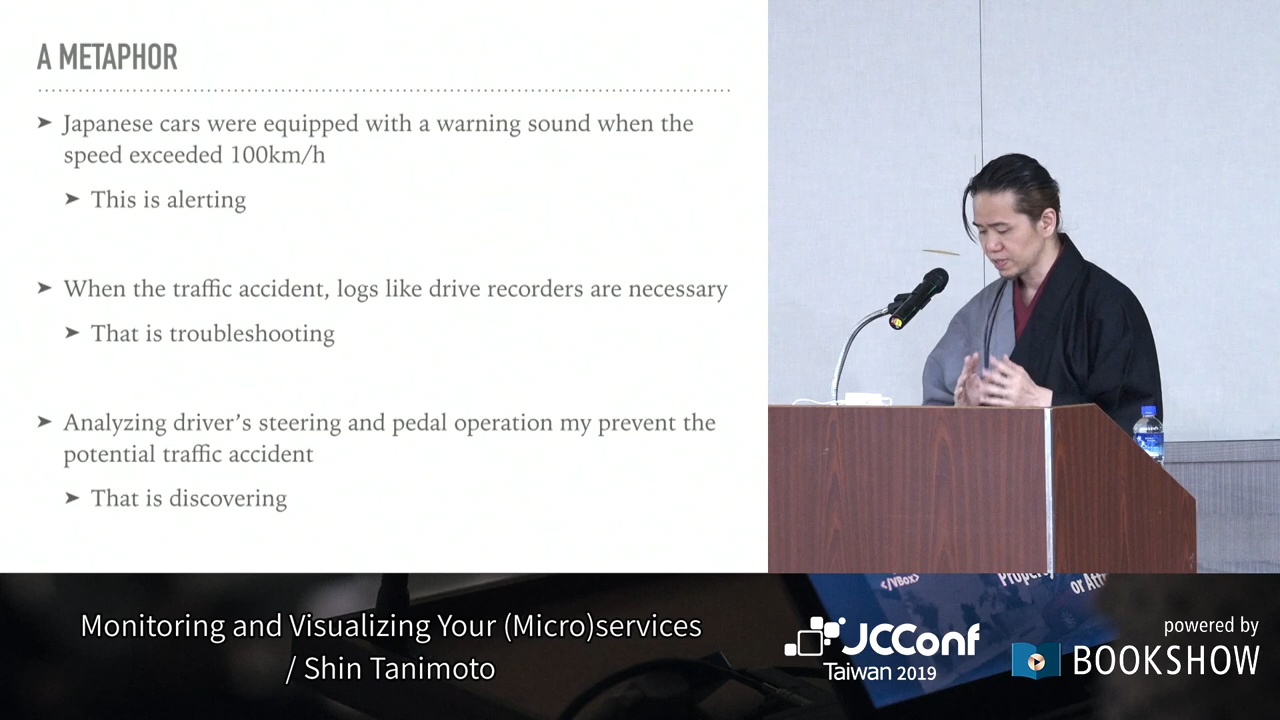 A METAPHOR
➤ Japanese cars were equipped with a warning sound when the
speed exceeded 100km/h
➤ This is alerting
➤ When the traffic accident, logs like drive recorders are necessary
➤ That is troubleshooting
➤ Analyzing driver's steering and pedal operation my prevent the
potential traffic accident
➤ That is discovering
</VBox>
or
Monitoring and Visualizing Your (Micro)services
/ Shin Tanimoto
JCConf
Taiwan 2019
powered by
BOOKSHOW